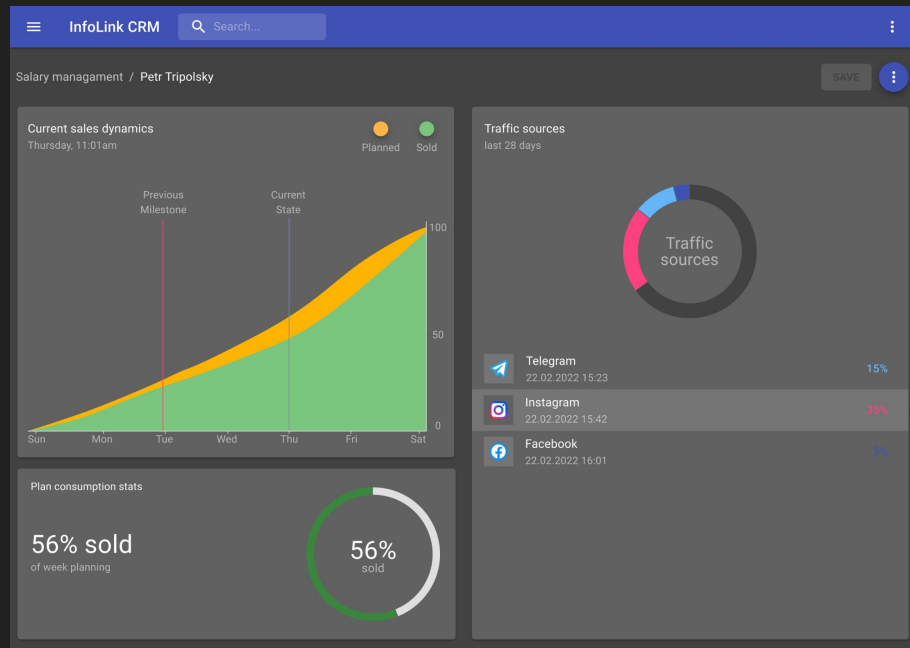 InfoLink CRM
Search...
Salary managament / Petr Tripolsky
SAVE
Current sales dynamics
Thursday, 11:01am
Planned
Sold
Previous
Milestone
Current
State
100
50
0
Sun Mon Tue Wed Thu Fri Sat
Plan consumption stats
56% sold
of week planning
56%
sold
Traffic sources
last 28 days
Traffic
sources
Telegram
22.02.2022 15:23
15%
Instagram
22.02.2022 15:42
35%
Facebook
22.02.2022 16:01
5%